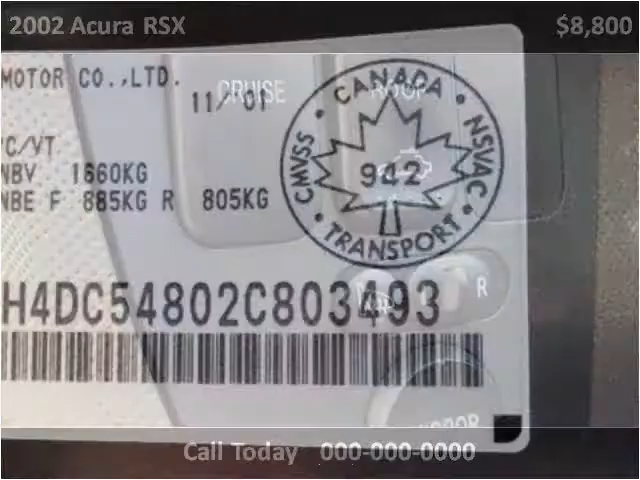 2002 Acura RSX $8,800
MOTOR CO.,LTD.
11/01
CRUISE
ROOF
CANADA
CMVSS
NSVAC
942
TRANSPORT
C/VT
NBV 1660KG
NBE F 885KG R 805KG
R
H4DC54802C803493
Call Today 000-000-0000